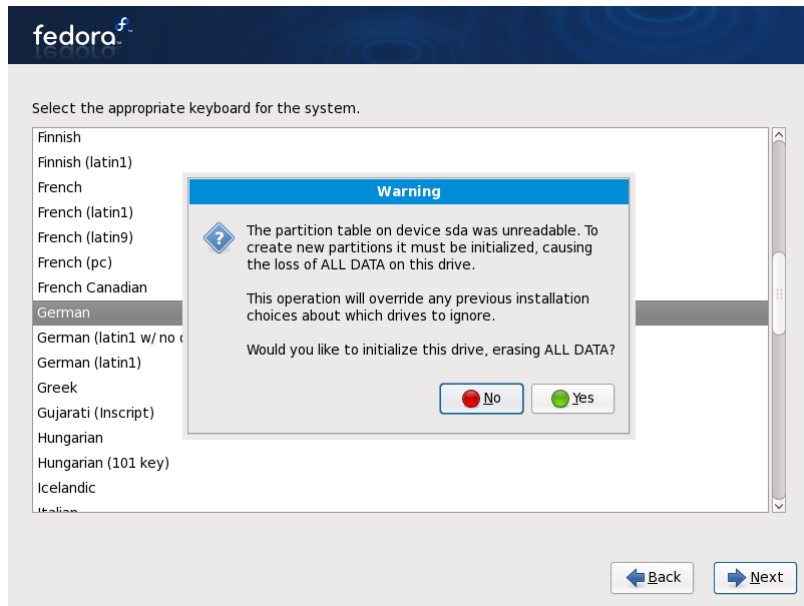 fedora
Select the appropriate keyboard for the system.
Finnish
Finnish (latin1)
French
French (latin1)
French (latin9)
French (pc)
French Canadian
German
German (latin1 w/ no
German (latin1)
Greek
Gujarati (Inscript)
Hungarian
Hungarian (101 key)
Icelandic
Italian
Warning
The partition table on device sda was unreadable. To
create new partitions it must be initialized, causing
the loss of ALL DATA on this drive.
This operation will override any previous installation
choices about which drives to ignore.
Would you like to initialize this drive, erasing ALL DATA?
No
Yes
Back
Next